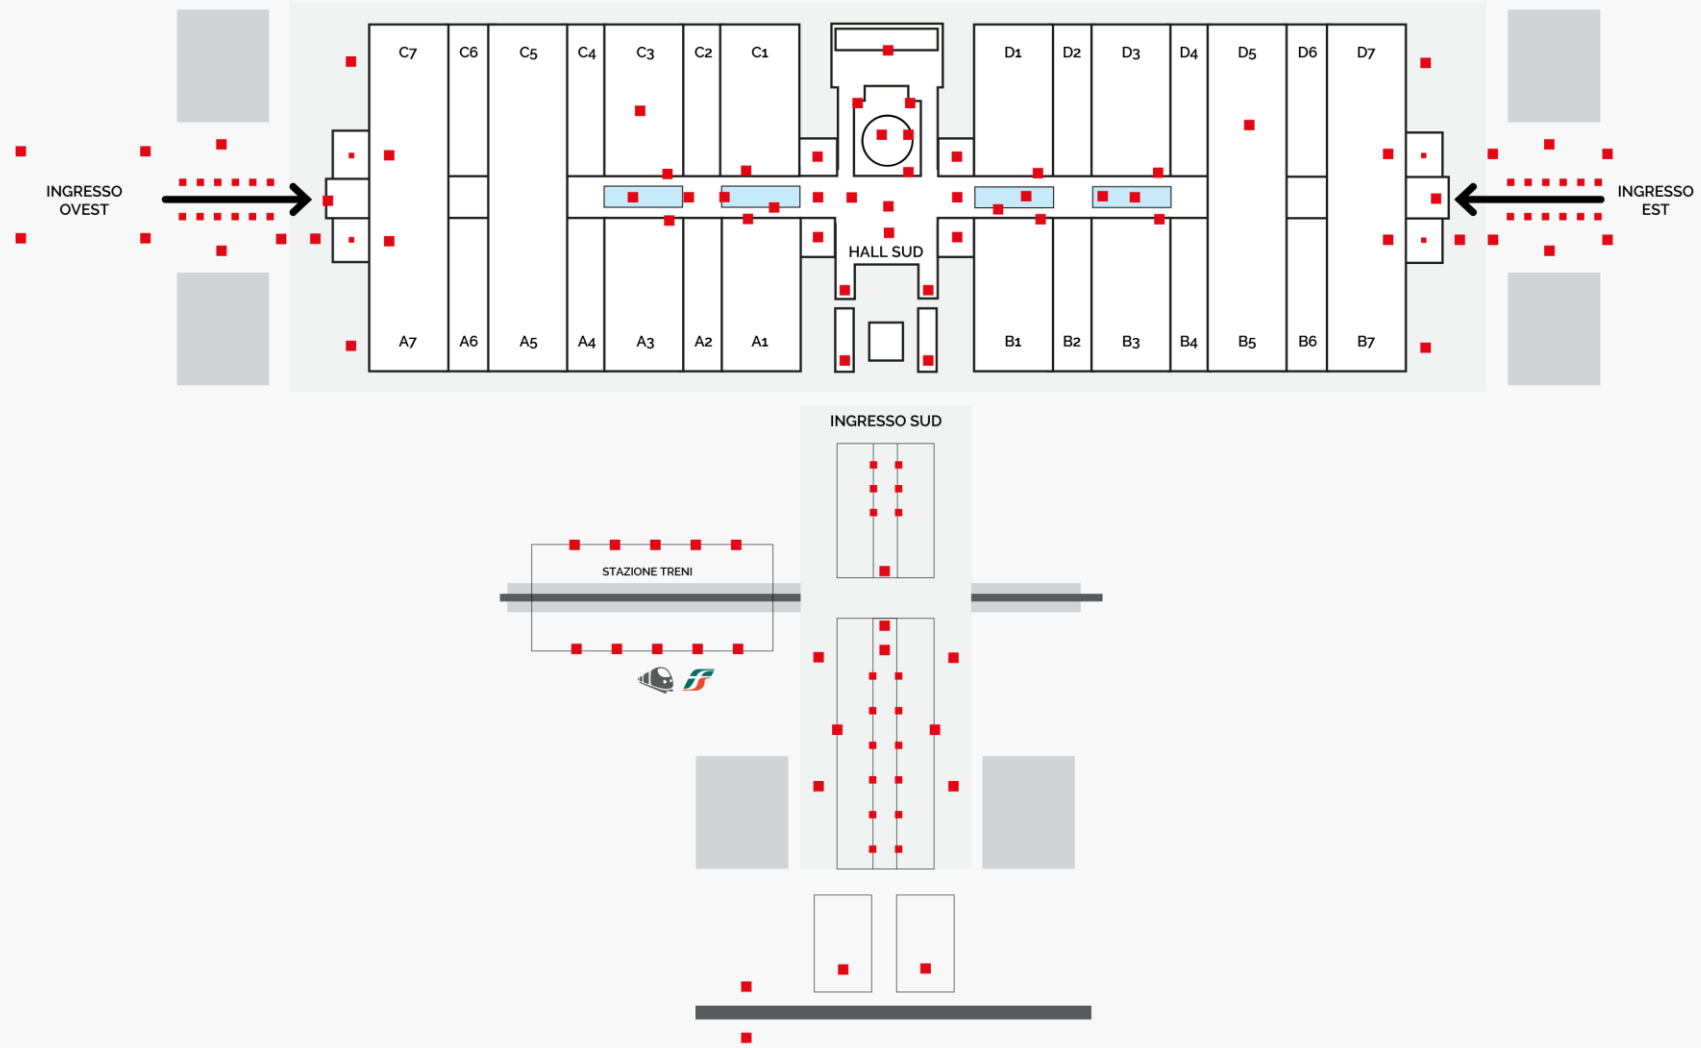 C7 C6 C5 C4 C3 C2 C1 D1 D2 D3 D4 D5 D6 D7
INGRESSO
OVEST
INGRESSO
EST
HALL SUD
A7 A6 A5 A4 A3 A2 A1 B1 B2 B3 B4 B5 B6 B7
INGRESSO SUD
STAZIONE TRENI